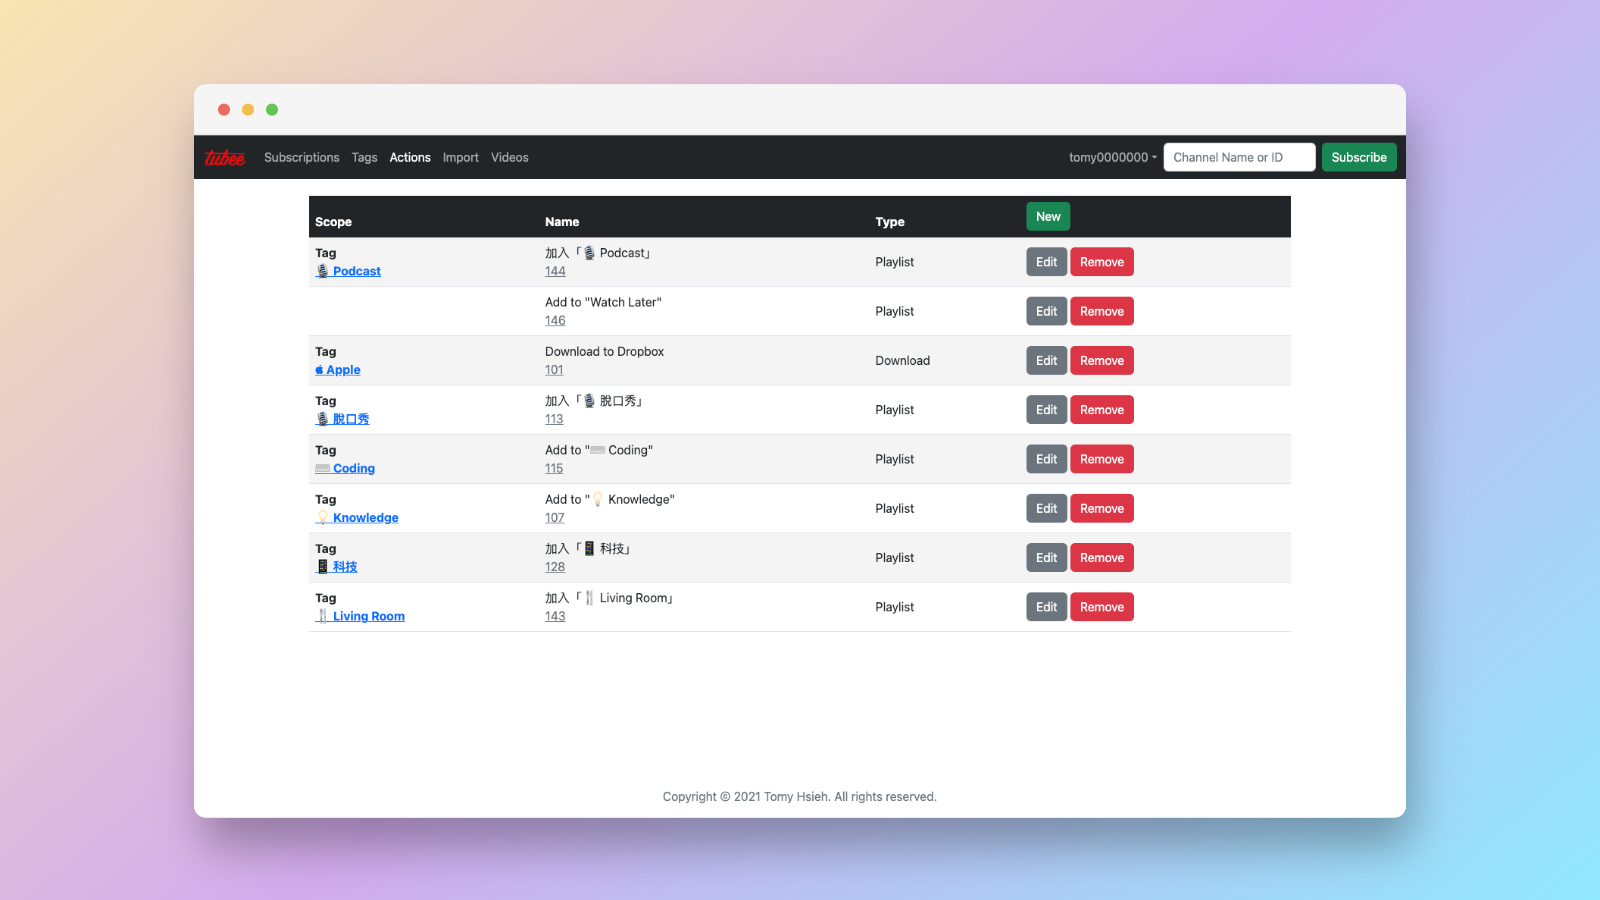 tubee Subscriptions Tags Actions Import Videos tomy0000000 Channel Name or ID Subscribe
Scope Name Type New
Tag
🎙️ Podcast
加入「🎙️ Podcast」
144
Playlist
Edit Remove
Add to "Watch Later"
146
Playlist
Edit Remove
Tag
 Apple
Download to Dropbox
101
Download
Edit Remove
Tag
🎙️ 脫口秀
加入「🎙️ 脫口秀」
113
Playlist
Edit Remove
Tag
⌨️ Coding
Add to "⌨️ Coding"
115
Playlist
Edit Remove
Tag
💡 Knowledge
Add to "💡 Knowledge"
107
Playlist
Edit Remove
Tag
📱 科技
加入「📱 科技」
128
Playlist
Edit Remove
Tag
🍴 Living Room
加入「🍴 Living Room」
143
Playlist
Edit Remove
Copyright © 2021 Tomy Hsieh. All rights reserved.